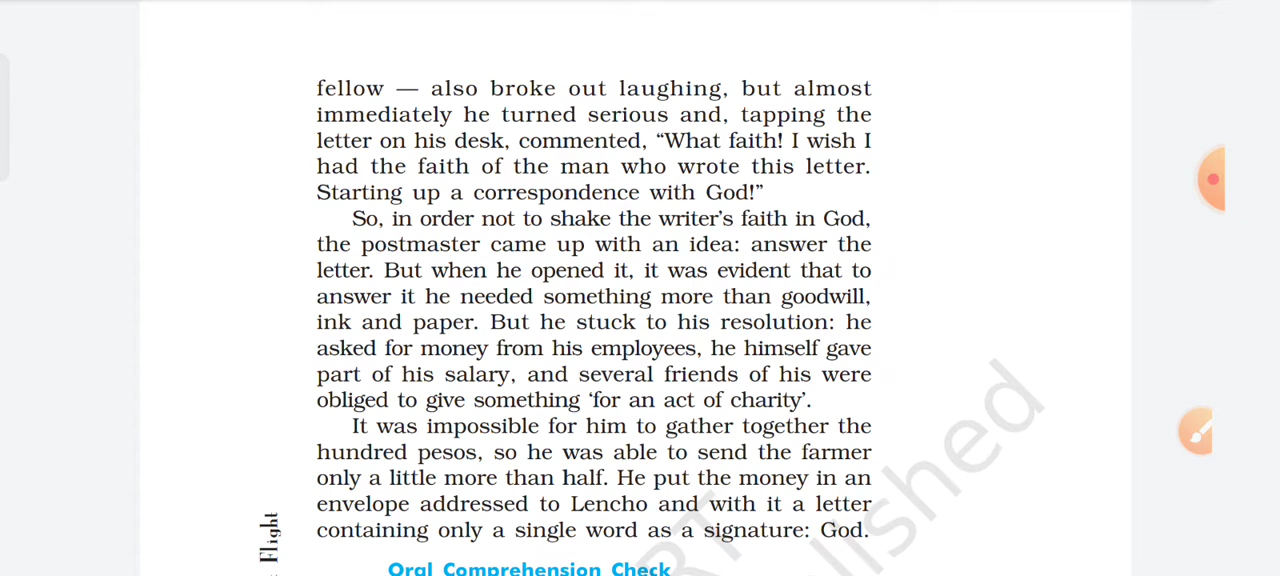 fellow — also broke out laughing, but almost
immediately he turned serious and, tapping the
letter on his desk, commented, “What faith! I wish I
had the faith of the man who wrote this letter.
Starting up a correspondence with God!”
So, in order not to shake the writer’s faith in God,
the postmaster came up with an idea: answer the
letter. But when he opened it, it was evident that to
answer it he needed something more than goodwill,
ink and paper. But he stuck to his resolution: he
asked for money from his employees, he himself gave
part of his salary, and several friends of his were
obliged to give something ‘for an act of charity’.
It was impossible for him to gather together the
hundred pesos, so he was able to send the farmer
only a little more than half. He put the money in an
envelope addressed to Lencho and with it a letter
containing only a single word as a signature: God.
Flight
Oral Comprehension Check